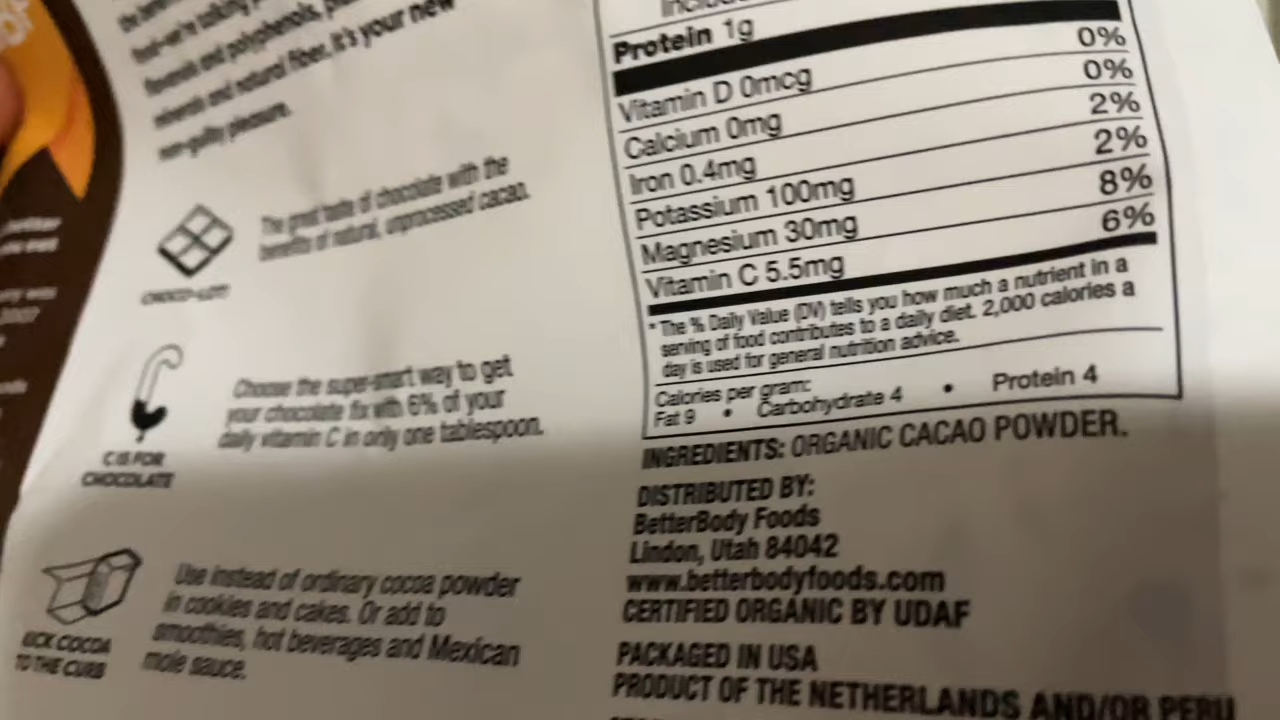 flavanols and polyphenols,
minerals and natural fiber. It's your new
non-guilty pleasure.
The great taste of chocolate with the
benefits of natural, unprocessed cacao.
CHOCO-LOT!
Choose the super-smart way to get
your chocolate fix with 6% of your
daily vitamin C in only one tablespoon.
C IS FOR
CHOCOLATE
Use instead of ordinary cocoa powder
in cookies and cakes. Or add to
smoothies, hot beverages and Mexican
mole sauce.
KICK COCOA
TO THE CURB
Protein 1g
Vitamin D 0mcg 0%
Calcium 0mg 0%
Iron 0.4mg 2%
Potassium 100mg 2%
Magnesium 30mg 8%
Vitamin C 5.5mg 6%
* The % Daily Value (DV) tells you how much a nutrient in a
serving of food contributes to a daily diet. 2,000 calories a
day is used for general nutrition advice.
Calories per gram:
Fat 9 • Carbohydrate 4 • Protein 4
INGREDIENTS: ORGANIC CACAO POWDER.
DISTRIBUTED BY:
BetterBody Foods
Lindon, Utah 84042
www.betterbodyfoods.com
CERTIFIED ORGANIC BY UDAF
PACKAGED IN USA
PRODUCT OF THE NETHERLANDS AND/OR PERU